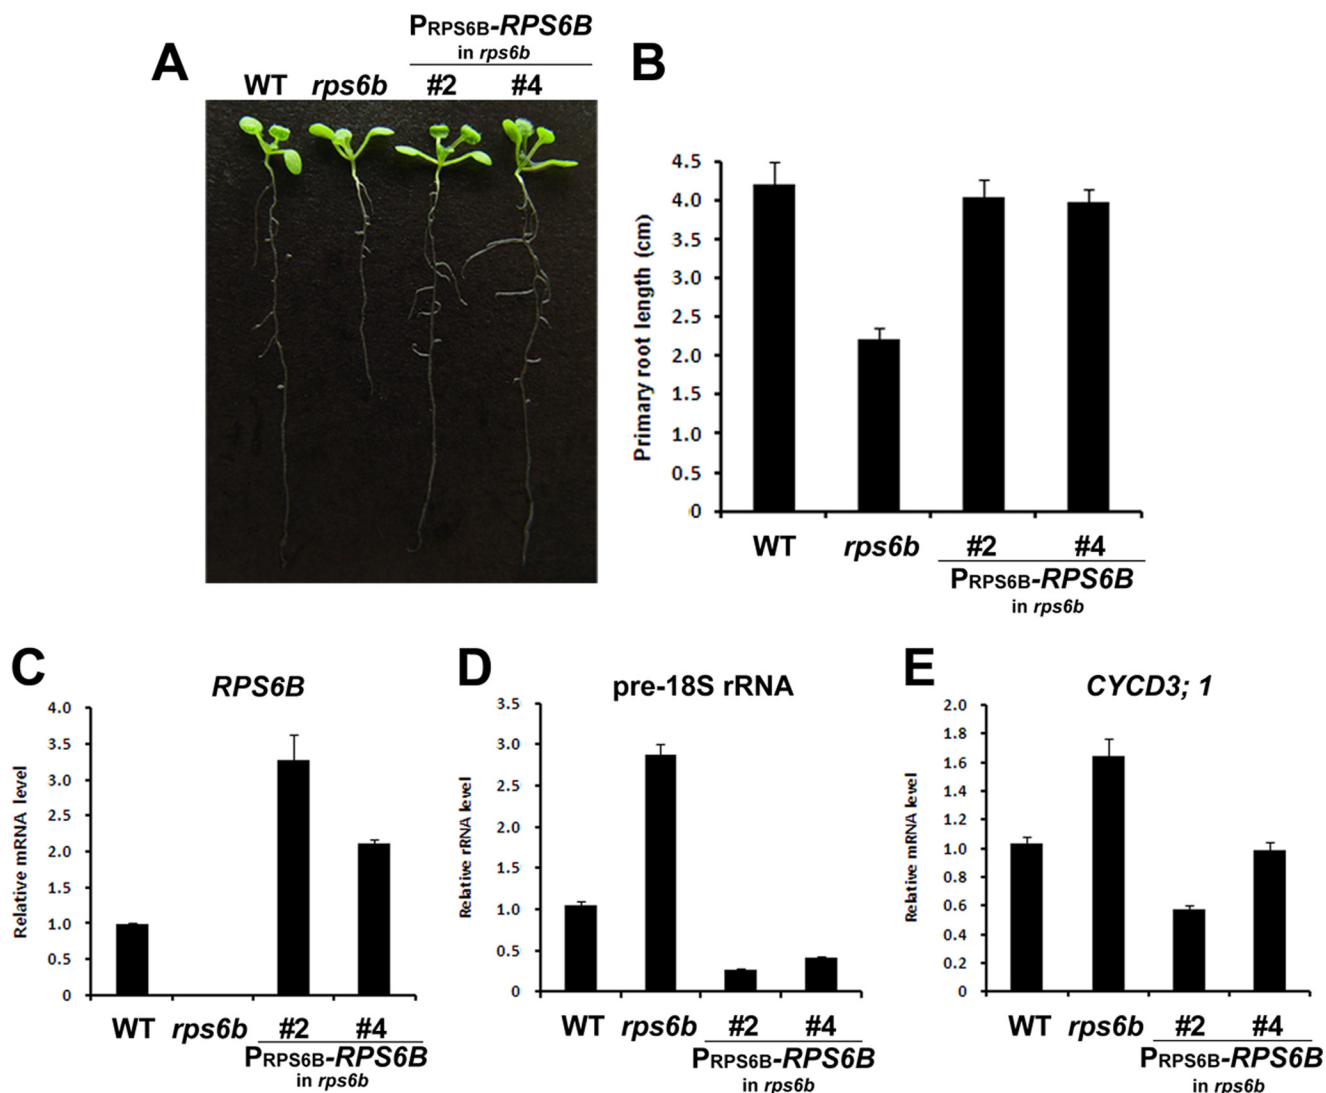 PRPS6B-RPS6B
in rps6b
A
WT rps6b #2 #4
B
4.5
4.0
3.5
3.0
2.5
2.0
1.5
1.0
0.5
0
Primary root length (cm)
WT rps6b #2 #4
PRPS6B-RPS6B
in rps6b
C
RPS6B
4.0
3.5
3.0
2.5
2.0
1.5
1.0
0.5
0
Relative mRNA level
WT rps6b #2 #4
PRPS6B-RPS6B
in rps6b
D
pre-18S rRNA
3.5
3.0
2.5
2.0
1.5
1.0
0.5
0
Relative rRNA level
WT rps6b #2 #4
PRPS6B-RPS6B
in rps6b
E
CYCD3; 1
2.0
1.8
1.6
1.4
1.2
1.0
0.8
0.6
0.4
0.2
0
Relative mRNA level
WT rps6b #2 #4
PRPS6B-RPS6B
in rps6b